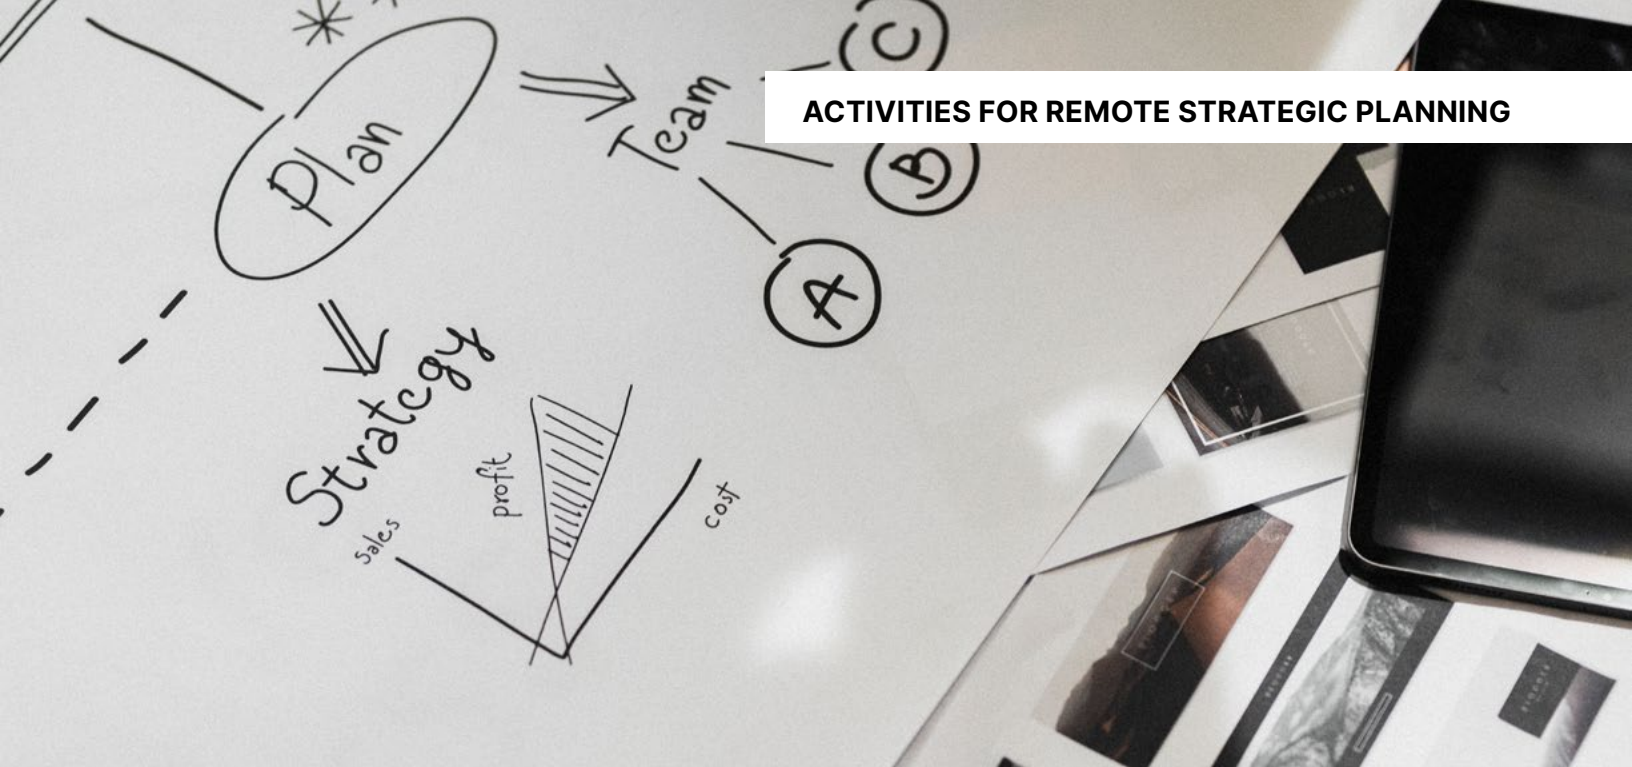 ACTIVITIES FOR REMOTE STRATEGIC PLANNING
Plan
Team
C
B
A
Strategy
sales
profit
cost